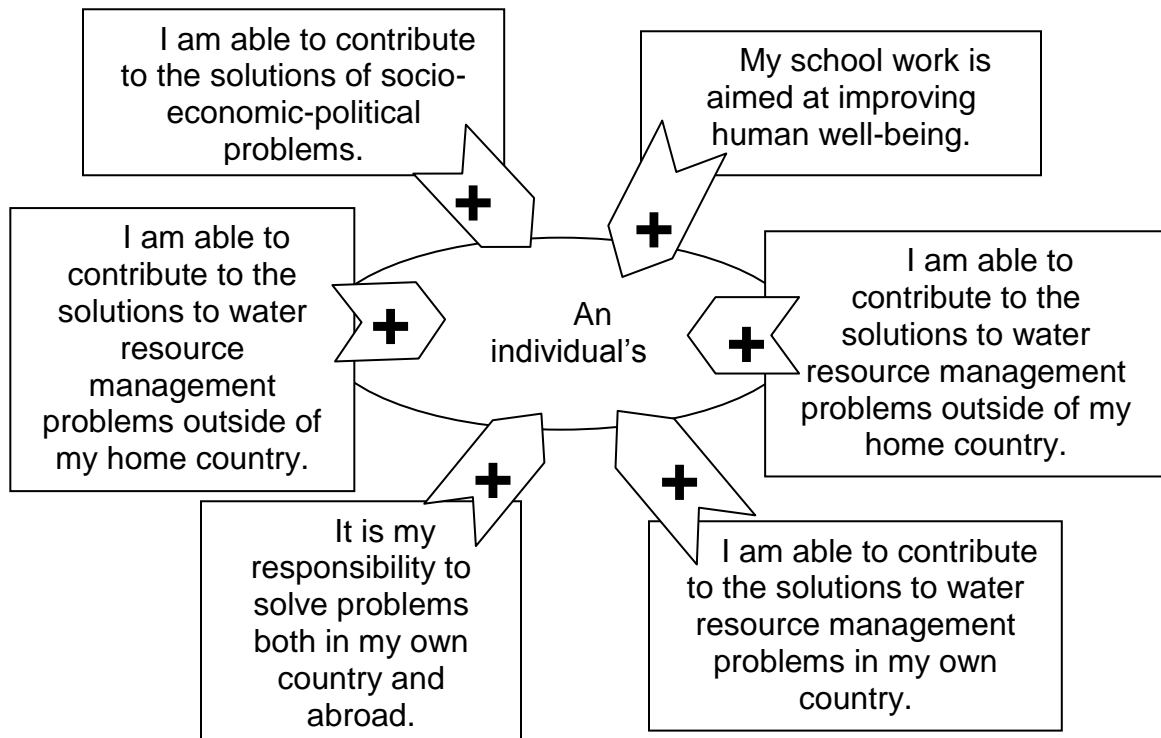 I am able to contribute
to the solutions of socio-
economic-political
problems.
My school work is
aimed at improving
human well-being.
I am able to
contribute to the
solutions to water
resource
management
problems outside of
my home country.
An
individual’s
I am able to
contribute to the
solutions to water
resource management
problems outside of my
home country.
It is my
responsibility to
solve problems
both in my own
country and
abroad.
I am able to contribute
to the solutions to water
resource management
problems in my own
country.
+
+
+
+
+
+